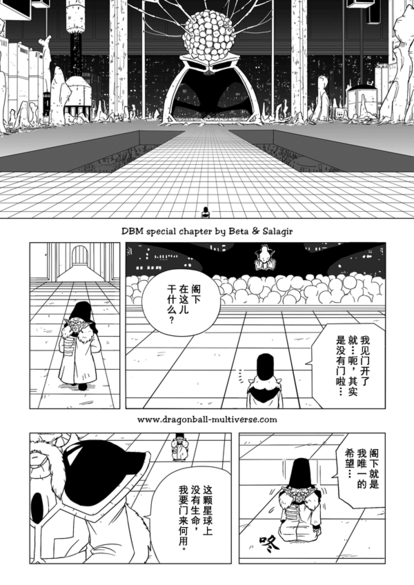 DBM special chapter by Beta & Salagir
阁下
在这儿
干什么？
我见门开了
就…呃，其实
是没有门啦…
www.dragonball-multiverse.com
阁下就是
我唯一的
希望…
咚
这颗星球上
没有生命，
我要门来何用。